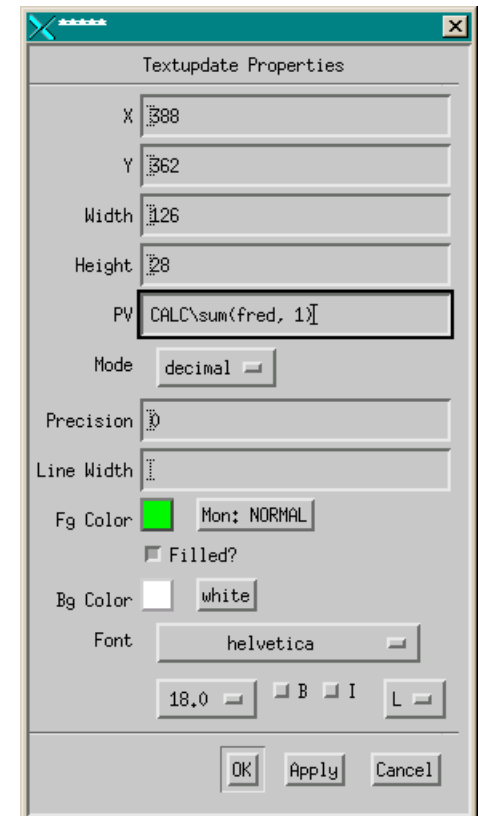 *****
Textupdate Properties
X 388
Y 362
Width 126
Height 28
PV CALC\sum(fred, 1)
Mode decimal
Precision 0
Line Width
Fg Color Mon: NORMAL
Filled?
Bg Color white
Font helvetica
18.0 B I L
OK Apply Cancel